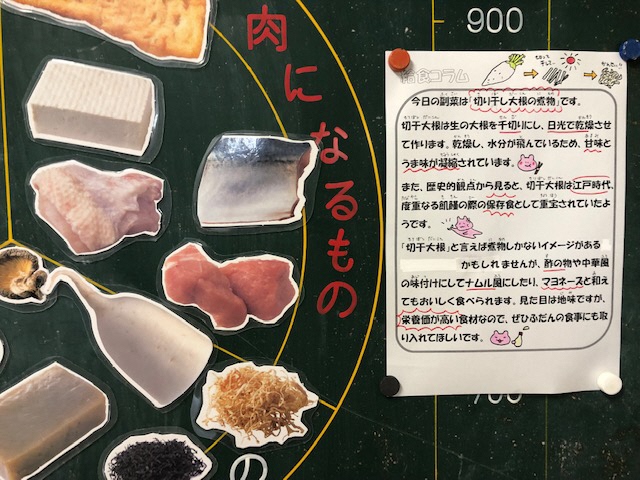 肉になるもの
900
給食コラム
今日の副菜は「切り干し大根の煮物」です。
切干大根は生の大根を千切りにし、日光で乾燥させ
て作ります。乾燥し、水分が飛んでいるため、甘味と
うま味が凝縮されています。
また、歴史的観点から見ると、切干大根は江戸時代、
度重なる飢饉の際の保存食として重宝されていたよ
うです。
「切干大根」と言えば煮物しかないイメージがある
かもしれませんが、酢の物や中華風
の味付けにしてナムル風にしたり、マヨネーズと和え
てもおいしく食べられます。見た目は地味ですが、
栄養価が高い食材なので、ぜひふだんの食事にも取
り入れてほしいです。
700
の